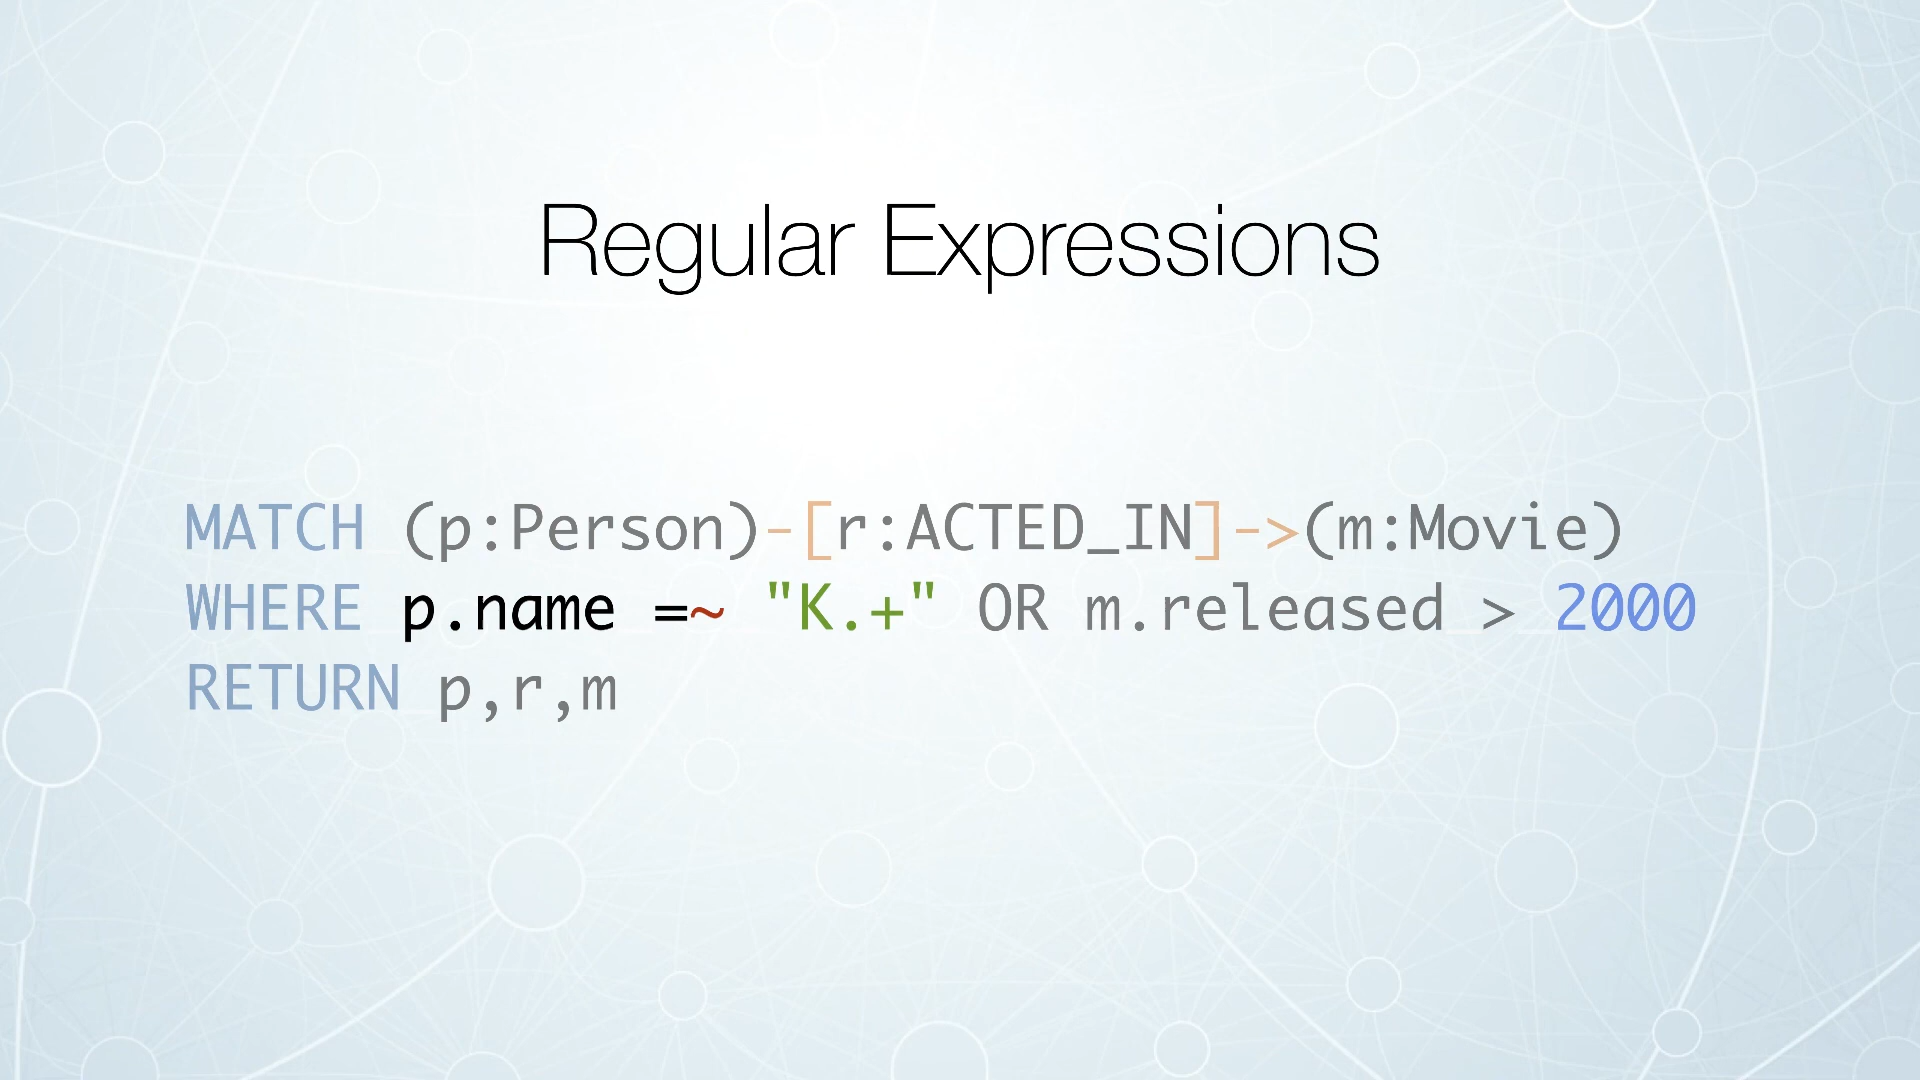 Regular Expressions
MATCH (p:Person)-[r:ACTED_IN]->(m:Movie)
WHERE p.name =~ "K.+" OR m.released > 2000
RETURN p,r,m